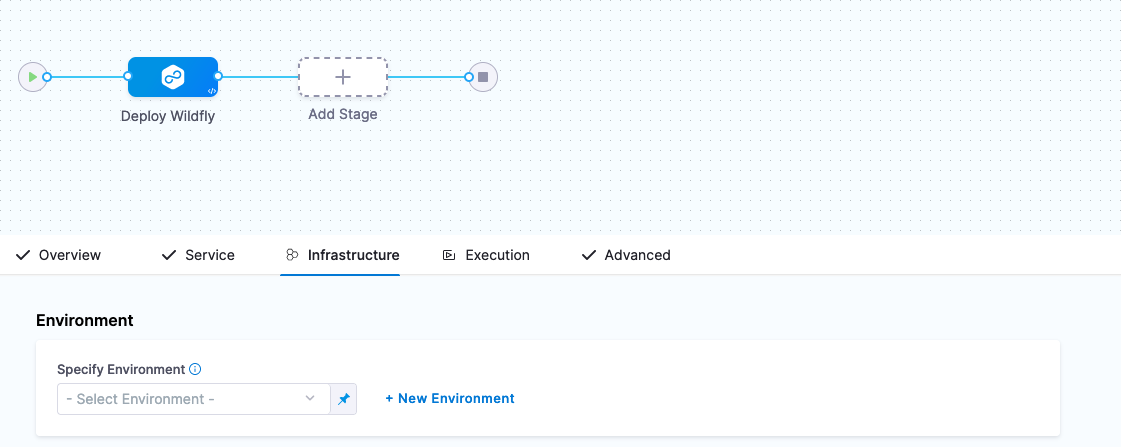 Deploy Wildfly
Add Stage
Overview
Service
Infrastructure
Execution
Advanced
Environment
Specify Environment
- Select Environment -
+ New Environment